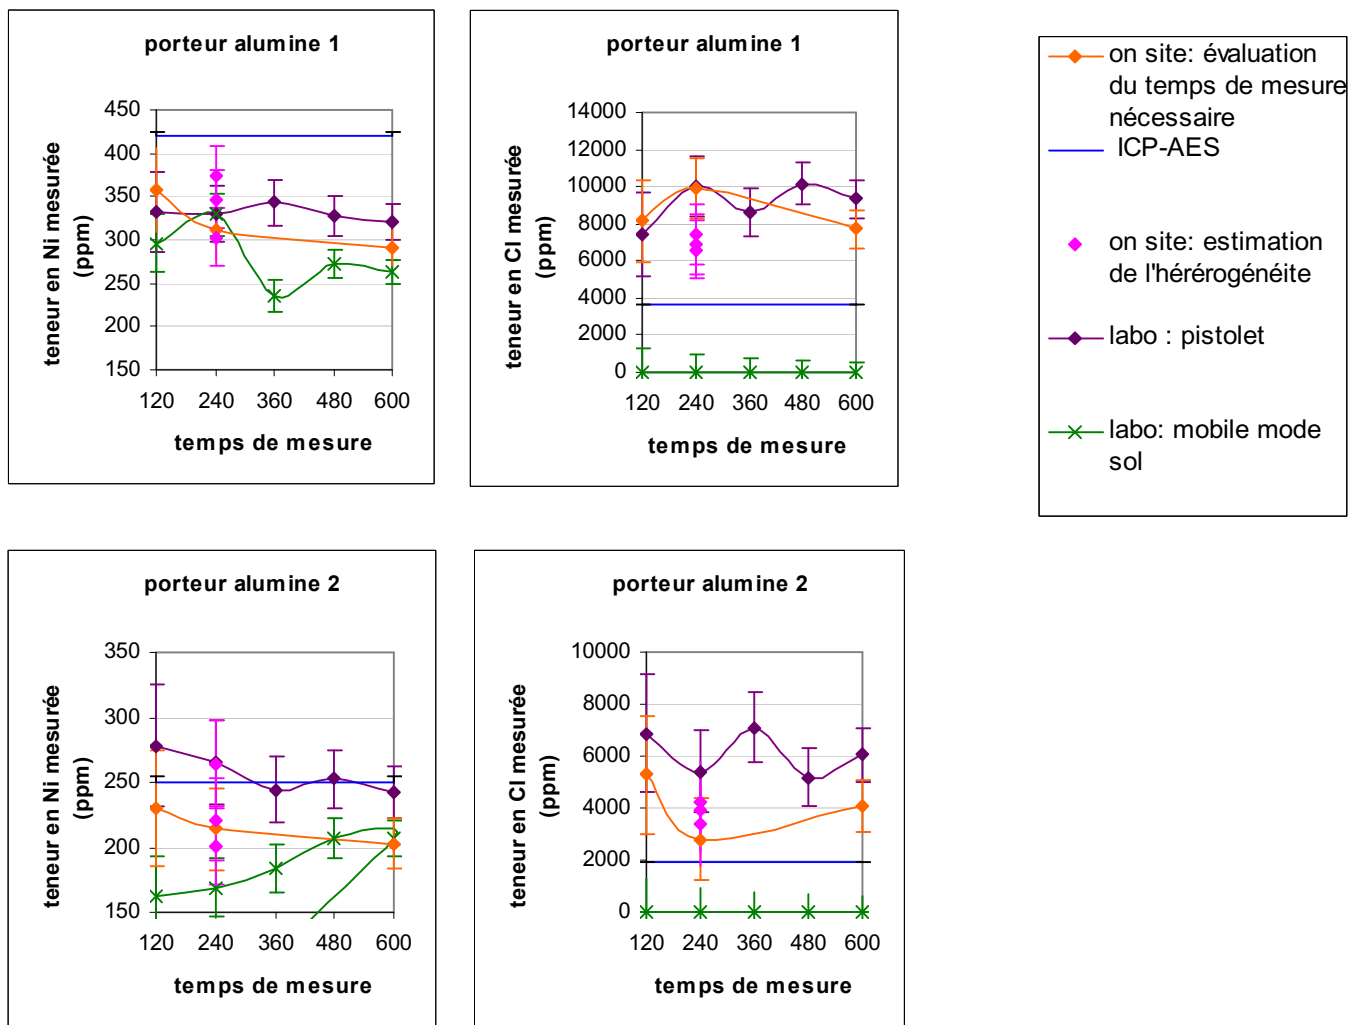 porteur alumine 1
teneur en Ni mesurée
(ppm)
450
400
350
300
250
200
150
120 240 360 480 600
temps de mesure
porteur alumine 1
teneur en Cl mesurée
(ppm)
14000
12000
10000
8000
6000
4000
2000
0
120 240 360 480 600
temps de mesure
on site: évaluation
du temps de mesure
nécessaire
ICP-AES
on site: estimation
de l'hérérogénéite
labo : pistolet
labo: mobile mode
sol
porteur alumine 2
teneur en Ni mesurée
(ppm)
350
300
250
200
150
120 240 360 480 600
temps de mesure
porteur alumine 2
teneur en Cl mesurée
(ppm)
10000
8000
6000
4000
2000
0
120 240 360 480 600
temps de mesure